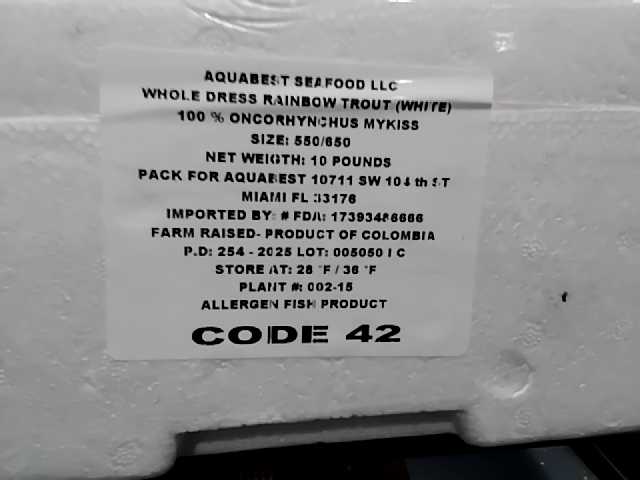 AQUABEST SEAFOOD LLC
WHOLE DRESS RAINBOW TROUT (WHITE)
100 % ONCORHYNCHUS MYKISS
SIZE: 550/650
NET WEIGTH: 10 POUNDS
PACK FOR AQUABEST 10711 SW 104 th ST
MIAMI FL 33176
IMPORTED BY: # FDA: 17393486666
FARM RAISED- PRODUCT OF COLOMBIA
P.D: 254 - 2025 LOT: 005050 I C
STORE AT: 28 °F / 36 °F
PLANT #: 002-15
ALLERGEN FISH PRODUCT
CODE 42